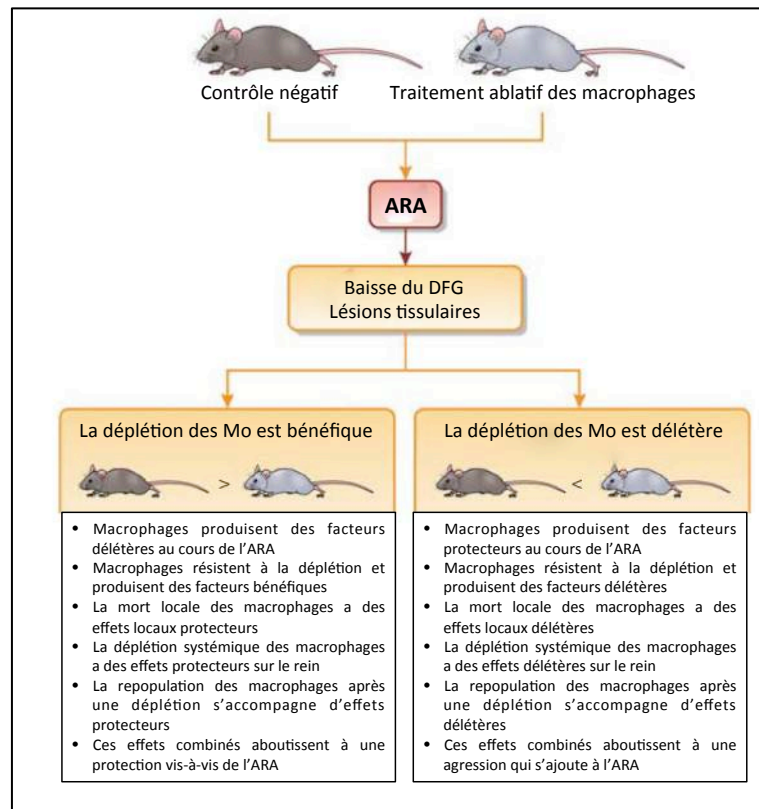 Contrôle négatif
Traitement ablatif des macrophages
ARA
Baisse du DFG
Lésions tissulaires
La déplétion des Mo est bénéfique
>
• Macrophages produisent des facteurs
délétères au cours de l’ARA
• Macrophages résistent à la déplétion et
produisent des facteurs bénéfiques
• La mort locale des macrophages a des
effets locaux protecteurs
• La déplétion systémique des macrophages
a des effets protecteurs sur le rein
• La repopulation des macrophages après
une déplétion s’accompagne d’effets
protecteurs
• Ces effets combinés aboutissent à une
protection vis-à-vis de l’ARA
La déplétion des Mo est délétère
<
• Macrophages produisent des facteurs
protecteurs au cours de l’ARA
• Macrophages résistent à la déplétion et
produisent des facteurs délétères
• La mort locale des macrophages a des
effets locaux délétères
• La déplétion systémique des macrophages
a des effets délétères sur le rein
• La repopulation des macrophages après
une déplétion s’accompagne d’effets
délétères
• Ces effets combinés aboutissent à une
agression qui s’ajoute à l’ARA